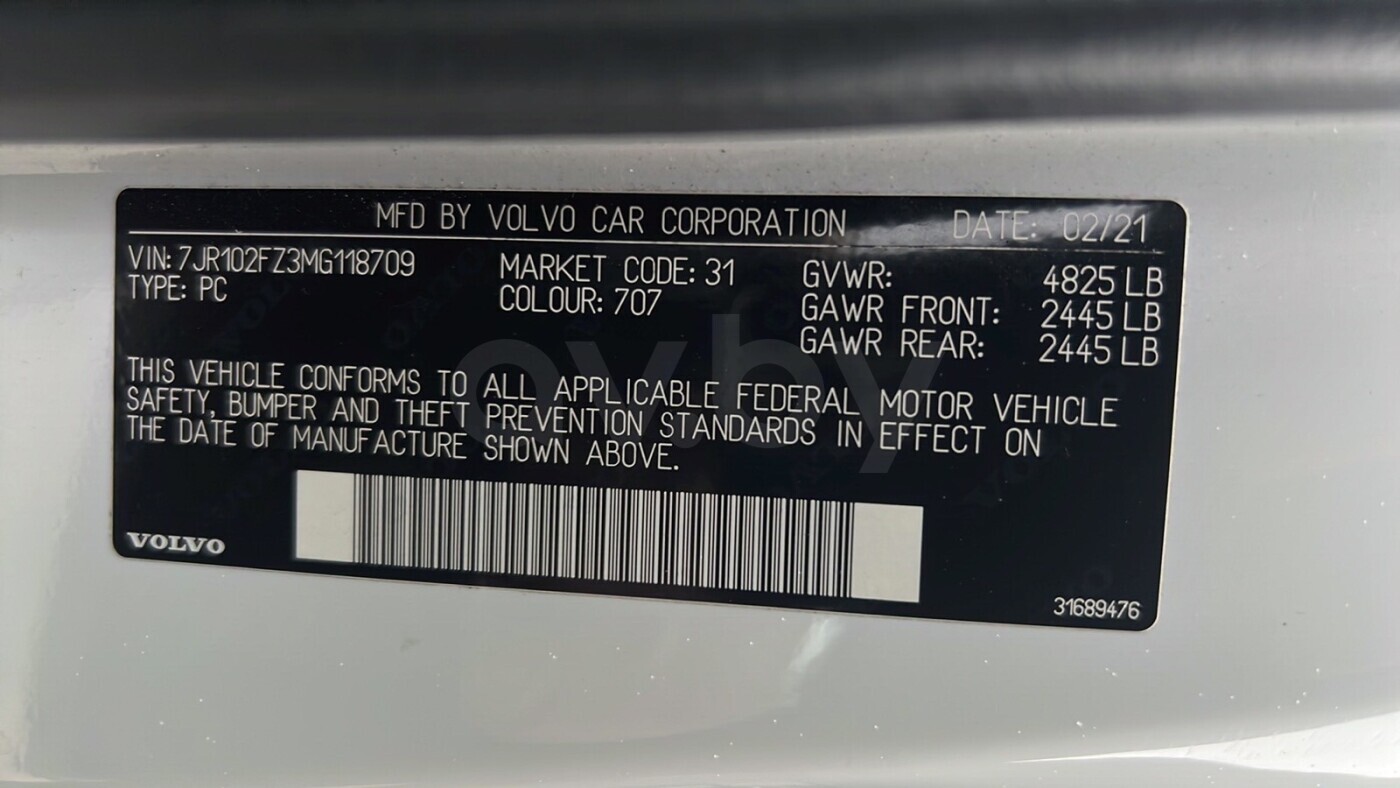 MFD BY VOLVO CAR CORPORATION DATE: 02/21
VIN: 7JR102FZ3MG118709 MARKET CODE: 31 GVWR: 4825 LB
TYPE: PC COLOUR: 707 GAWR FRONT: 2445 LB
GAWR REAR: 2445 LB
THIS VEHICLE CONFORMS TO ALL APPLICABLE FEDERAL MOTOR VEHICLE
SAFETY, BUMPER AND THEFT PREVENTION STANDARDS IN EFFECT ON
THE DATE OF MANUFACTURE SHOWN ABOVE.
av.by
VOLVO
31689476